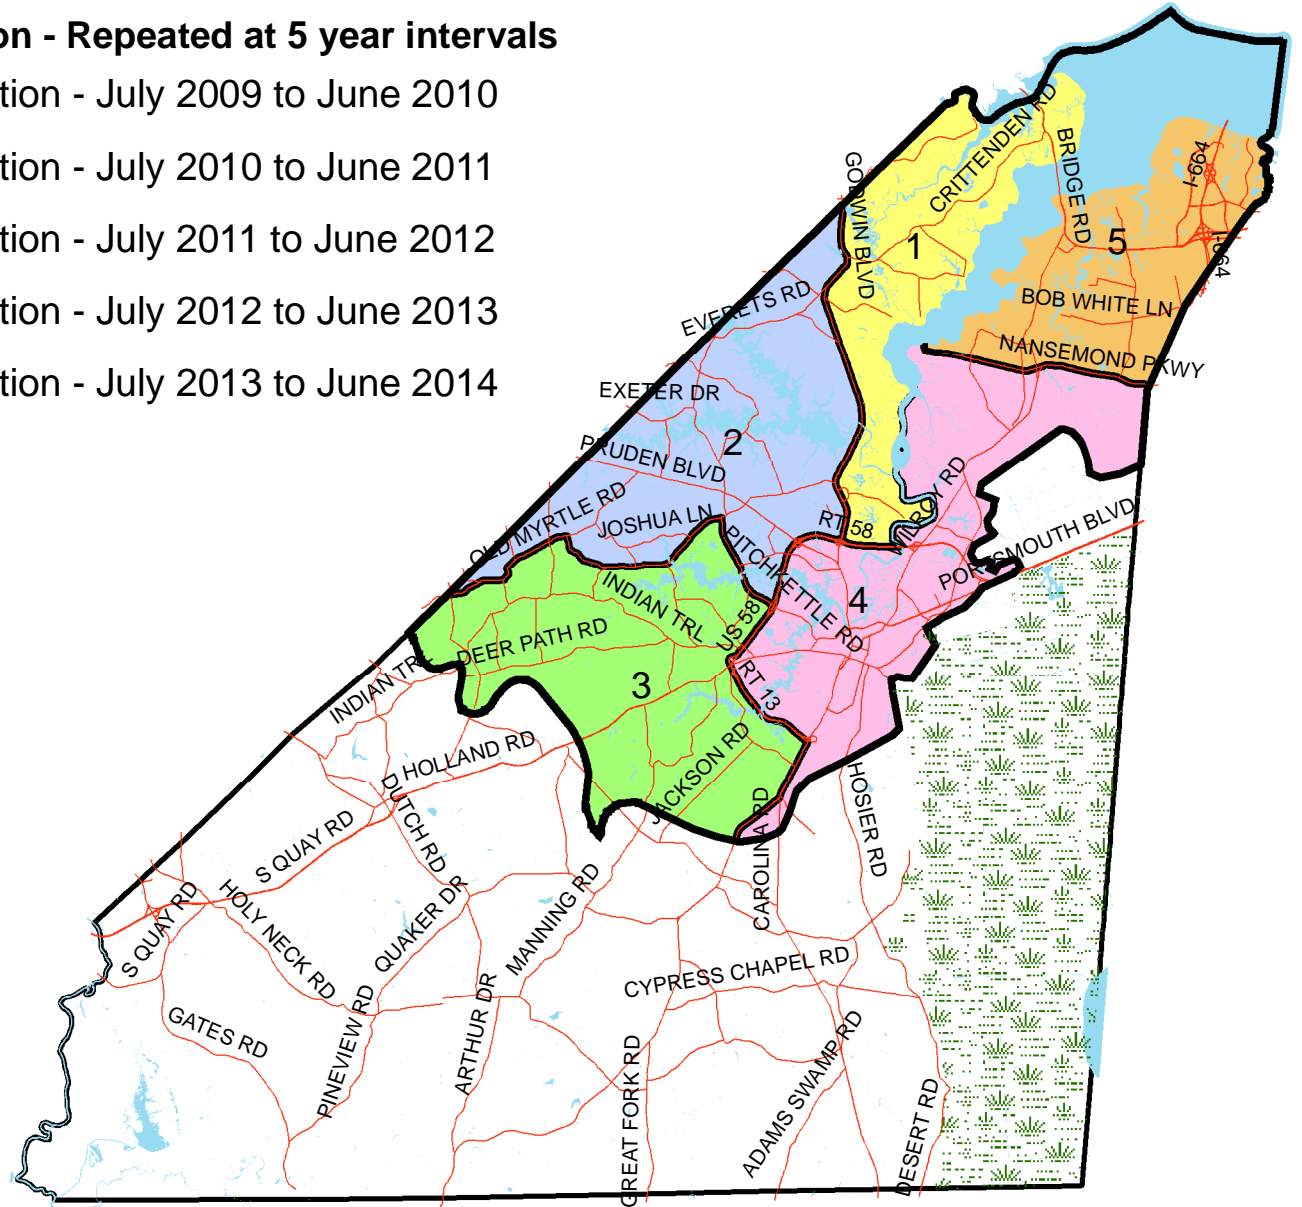 on - Repeated at 5 year intervals
tion - July 2009 to June 2010
tion - July 2010 to June 2011
tion - July 2011 to June 2012
tion - July 2012 to June 2013
tion - July 2013 to June 2014
CRITTENDEN RD
BRIDGE RD
I-664
GODWIN BLVD
1
5
I-664
EVERETS RD
BOB WHITE LN
NANSEMOND PKWY
EXETER DR
2
PRUDEN BLVD
OLD MYRTLE RD
JOSHUA LN
RT 58
WILROY RD
PORTSMOUTH BLVD
PITCHKETTLE RD
INDIAN TRL
US 58
4
DEER PATH RD
INDIAN TRL
3
RT 13
HOLLAND RD
JACKSON RD
DUTCH RD
HOSIER RD
CAROLINA RD
S QUAY RD
S QUAY RD
HOLY NECK RD
QUAKER DR
MANNING RD
CYPRESS CHAPEL RD
GATES RD
PINEVIEW RD
ARTHUR DR
GREAT FORK RD
ADAMS SWAMP RD
DESERT RD